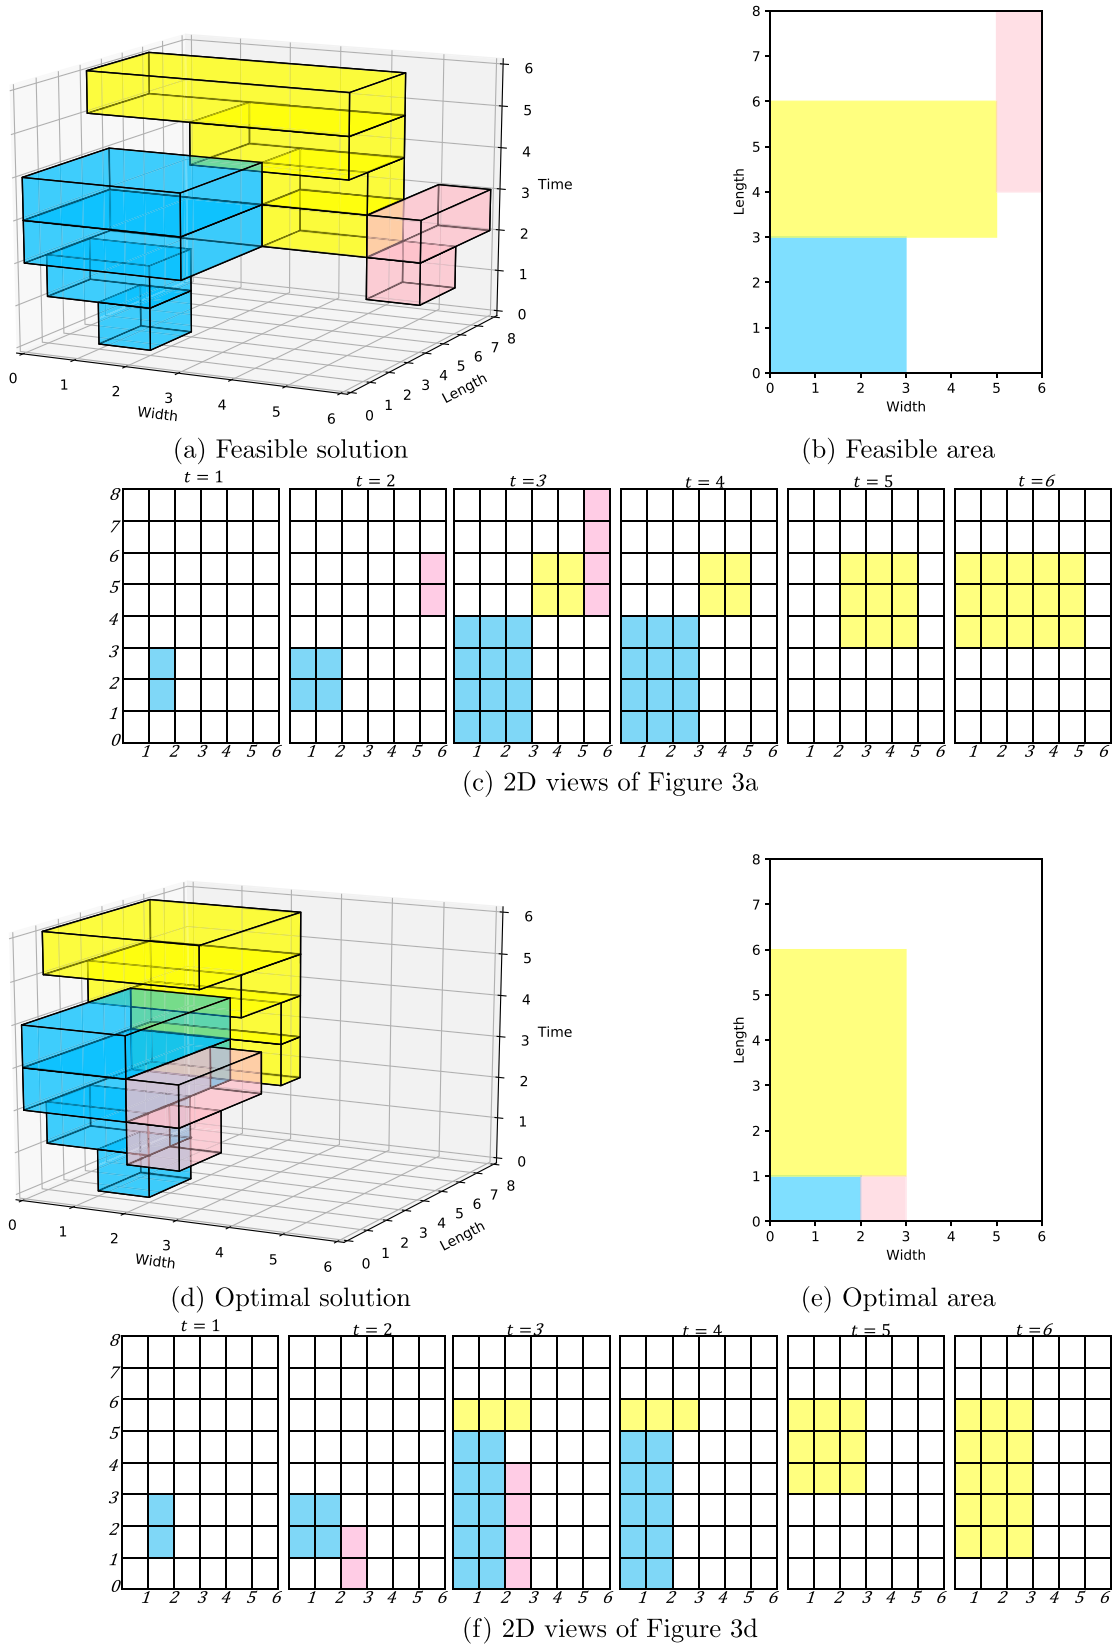 6
5
4
3
2
1
0
Time
0
1
2
3
4
5
6
Width
0
1
2
3
4
5
6
7
8
Length
8
7
6
5
4
3
2
1
0
Length
0
1
2
3
4
5
6
Width
(a) Feasible solution
(b) Feasible area
t = 1
t = 2
t =3
t = 4
t = 5
t =6
8
7
6
5
4
3
2
1
0
1 2 3 4 5 6
1 2 3 4 5 6
1 2 3 4 5 6
1 2 3 4 5 6
1 2 3 4 5 6
1 2 3 4 5 6
(c) 2D views of Figure 3a
6
5
4
3
2
1
0
Time
0
1
2
3
4
5
6
Width
0
1
2
3
4
5
6
7
8
Length
8
7
6
5
4
3
2
1
0
Length
0
1
2
3
4
5
6
Width
(d) Optimal solution
(e) Optimal area
t = 1
t = 2
t =3
t = 4
t = 5
t =6
8
7
6
5
4
3
2
1
0
1 2 3 4 5 6
1 2 3 4 5 6
1 2 3 4 5 6
1 2 3 4 5 6
1 2 3 4 5 6
1 2 3 4 5 6
(f) 2D views of Figure 3d